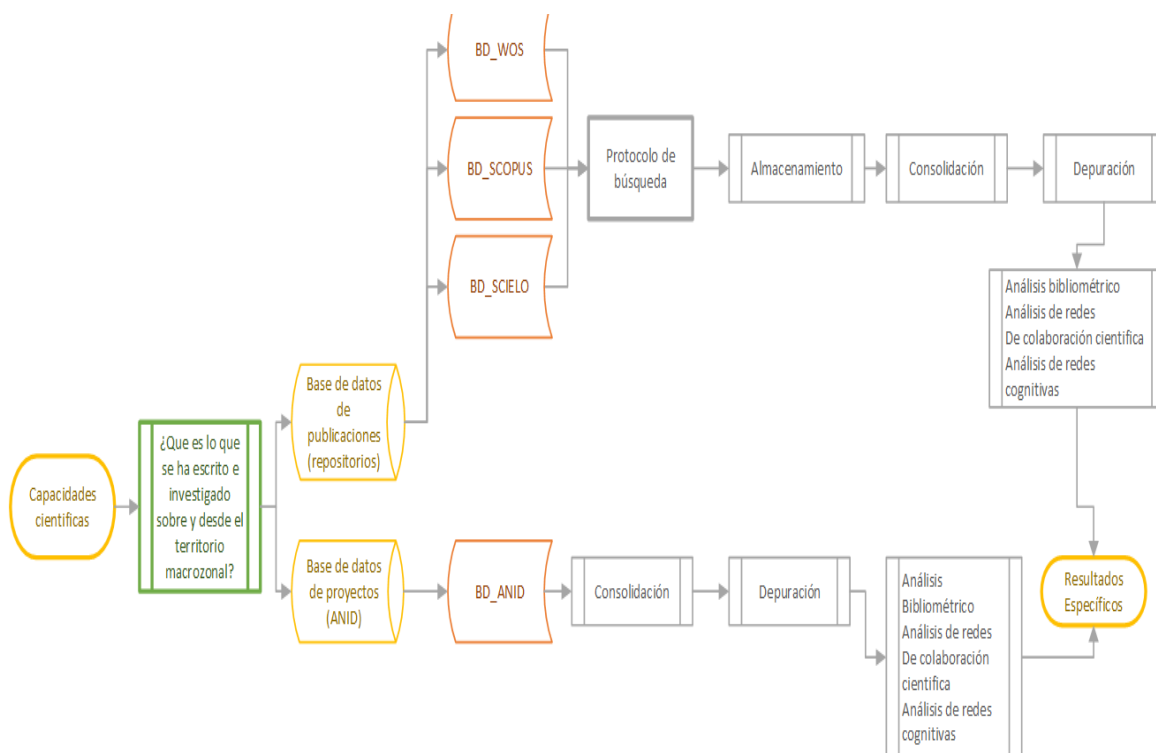 BD_WOS
BD_SCOPUS
BD_SCIELO
Protocolo de
búsqueda
Almacenamiento
Consolidación
Depuración
Análisis bibliométrico
Análisis de redes
De colaboración cientifica
Análisis de redes
cognitivas
Base de datos
de
publicaciones
(repositorios)
Capacidades
cientificas
¿Que es lo que
se ha escrito e
investigado
sobre y desde el
territorio
macrozonal?
Base de datos
de proyectos
(ANID)
BD_ANID
Consolidación
Depuración
Análisis
Bibliométrico
Análisis de redes
De colaboración
cientifica
Análisis de redes
cognitivas
Resultados
Específicos